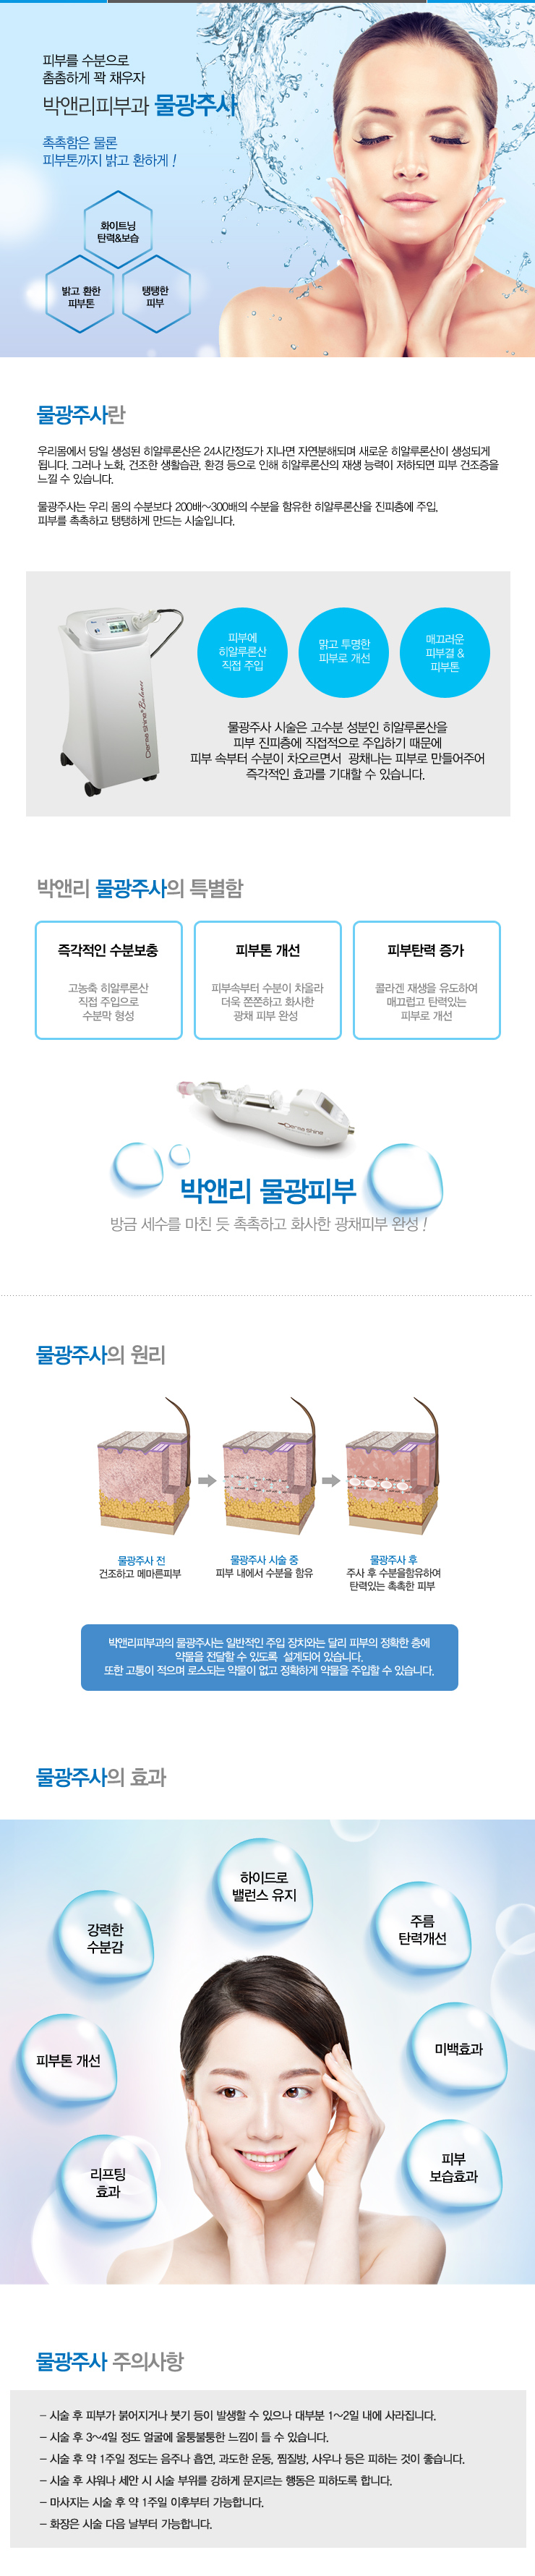 피부를 수분으로
촘촘하게 꽉 채우자
박앤리피부과 물광주사
촉촉함은 물론
피부톤까지 밝고 환하게 !
화이트닝
탄력&보습
밝고 환한
피부톤
탱탱한
피부
물광주사란
우리몸에서 당일 생성된 히알루론산은 24시간정도가 지나면 자연분해되며 새로운 히알루론산이 생성되게
됩니다. 그러나 노화, 건조한 생활습관, 환경 등으로 인해 히알루론산의 재생 능력이 저하되면 피부 건조증을
느낄 수 있습니다.
물광주사는 우리 몸의 수분보다 200배~300배의 수분을 함유한 히알루론산을 진피층에 주입,
피부를 촉촉하고 탱탱하게 만드는 시술입니다.
피부에
히알루론산
직접 주입
맑고 투명한
피부로 개선
매끄러운
피부결 &
피부톤
DermaShine® Balance
물광주사 시술은 고수분 성분인 히알루론산을
피부 진피층에 직접적으로 주입하기 때문에
피부 속부터 수분이 차오르면서 광채나는 피부로 만들어주어
즉각적인 효과를 기대할 수 있습니다.
박앤리 물광주사의 특별함
즉각적인 수분보충
고농축 히알루론산
직접 주입으로
수분막 형성
피부톤 개선
피부속부터 수분이 차올라
더욱 쫀쫀하고 화사한
광채 피부 완성
피부탄력 증가
콜라겐 재생을 유도하여
매끄럽고 탄력있는
피부로 개선
Derma Shine
박앤리 물광피부
방금 세수를 마친 듯 촉촉하고 화사한 광채피부 완성 !
물광주사의 원리
물광주사 전
건조하고 메마른피부
물광주사 시술 중
피부 내에서 수분을 함유
물광주사 후
주사 후 수분을함유하여
탄력있는 촉촉한 피부
박앤리피부과의 물광주사는 일반적인 주입 장치와는 달리 피부의 정확한 층에
약물을 전달할 수 있도록 설계되어 있습니다.
또한 고통이 적으며 로스되는 약물이 없고 정확하게 약물을 주입할 수 있습니다.
물광주사의 효과
하이드로
밸런스 유지
강력한
수분감
주름
탄력개선
피부톤 개선
미백효과
리프팅
효과
피부
보습효과
물광주사 주의사항
- 시술 후 피부가 붉어지거나 붓기 등이 발생할 수 있으나 대부분 1~2일 내에 사라집니다.
- 시술 후 3~4일 정도 얼굴에 울퉁불퉁한 느낌이 들 수 있습니다.
- 시술 후 약 1주일 정도는 음주나 흡연, 과도한 운동, 찜질방, 사우나 등은 피하는 것이 좋습니다.
- 시술 후 샤워나 세안 시 시술 부위를 강하게 문지르는 행동은 피하도록 합니다.
- 마사지는 시술 후 약 1주일 이후부터 가능합니다.
- 화장은 시술 다음 날부터 가능합니다.